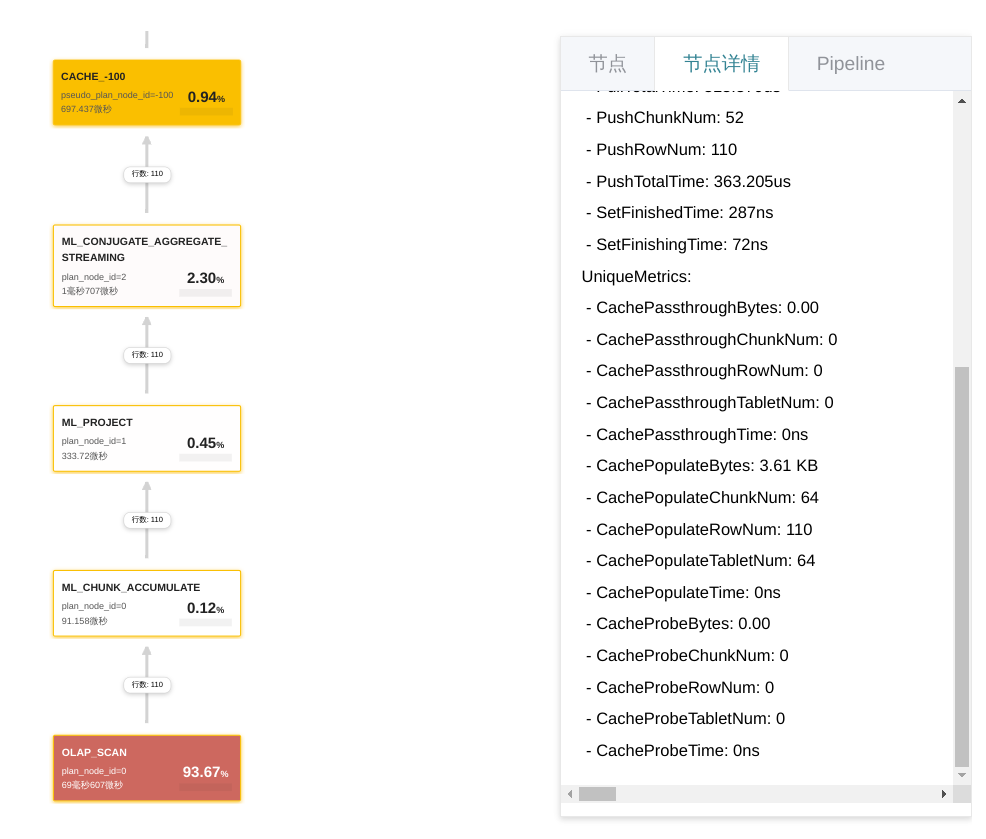 CACHE_-100
pseudo_plan_node_id=-100
0.94%
697.437微秒
行数: 110
ML_CONJUGATE_AGGREGATE_
STREAMING
plan_node_id=2
2.30%
1毫秒707微秒
行数: 110
ML_PROJECT
plan_node_id=1
0.45%
333.72微秒
行数: 110
ML_CHUNK_ACCUMULATE
plan_node_id=0
0.12%
91.158微秒
行数: 110
OLAP_SCAN
plan_node_id=0
93.67%
69毫秒607微秒
节点
节点详情
Pipeline
- PushChunkNum: 52
- PushRowNum: 110
- PushTotalTime: 363.205us
- SetFinishedTime: 287ns
- SetFinishingTime: 72ns
UniqueMetrics:
- CachePassthroughBytes: 0.00
- CachePassthroughChunkNum: 0
- CachePassthroughRowNum: 0
- CachePassthroughTabletNum: 0
- CachePassthroughTime: 0ns
- CachePopulateBytes: 3.61 KB
- CachePopulateChunkNum: 64
- CachePopulateRowNum: 110
- CachePopulateTabletNum: 64
- CachePopulateTime: 0ns
- CacheProbeBytes: 0.00
- CacheProbeChunkNum: 0
- CacheProbeRowNum: 0
- CacheProbeTabletNum: 0
- CacheProbeTime: 0ns